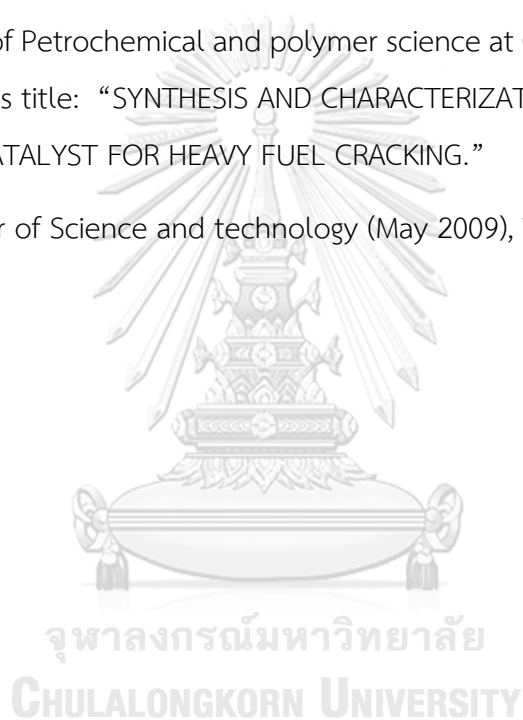 of Petrochemical and polymer science at
s title: “SYNTHESIS AND CHARACTERIZAT
ATALYST FOR HEAVY FUEL CRACKING.”
r of Science and technology (May 2009),
จุฬาลงกรณ์มหาวิทยาลัย
CHULALONGKORN UNIVERSITY